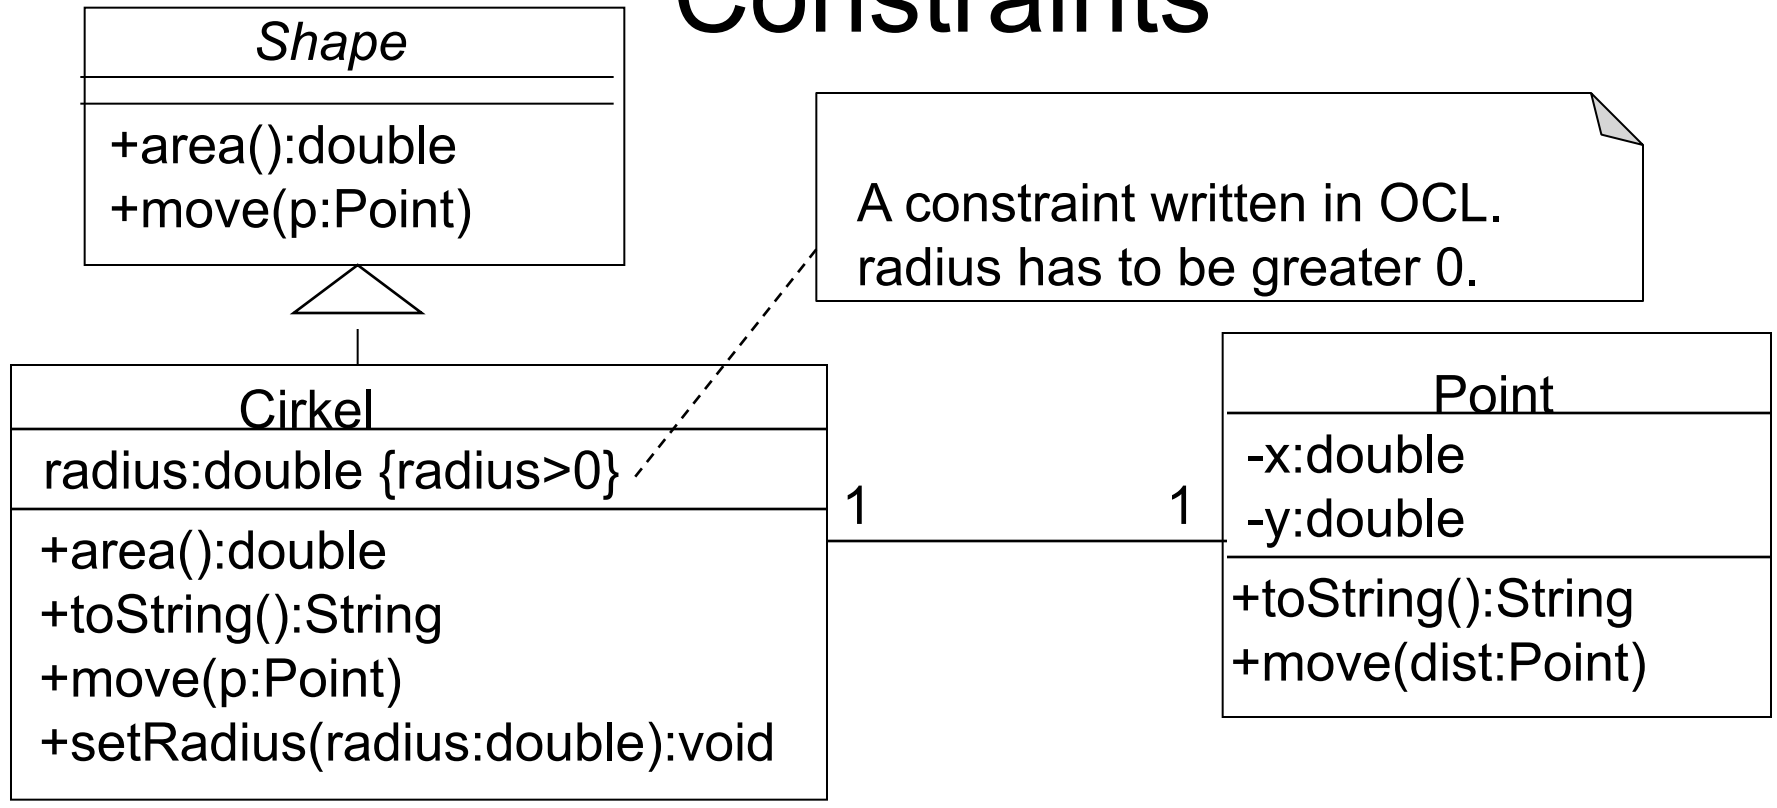 Constraints
Shape
+area():double
+move(p:Point)
A constraint written in OCL.
radius has to be greater 0.
Cirkel
radius:double {radius>0}
+area():double
+toString():String
+move(p:Point)
+setRadius(radius:double):void
1
1
Point
-x:double
-y:double
+toString():String
+move(dist:Point)